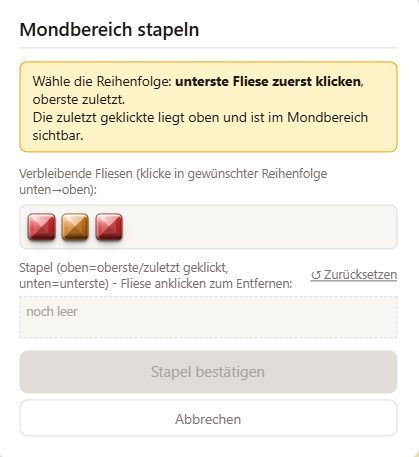 Mondbereich stapeln
Wähle die Reihenfolge: unterste Fliese zuerst klicken,
oberste zuletzt.
Die zuletzt geklickte liegt oben und ist im Mondbereich
sichtbar.
Verbleibende Fliesen (klicke in gewünschter Reihenfolge
unten→oben):
Stapel (oben=oberste/zuletzt geklickt,
unten=unterste) - Fliese anklicken zum Entfernen:
↺ Zurücksetzen
noch leer
Stapel bestätigen
Abbrechen